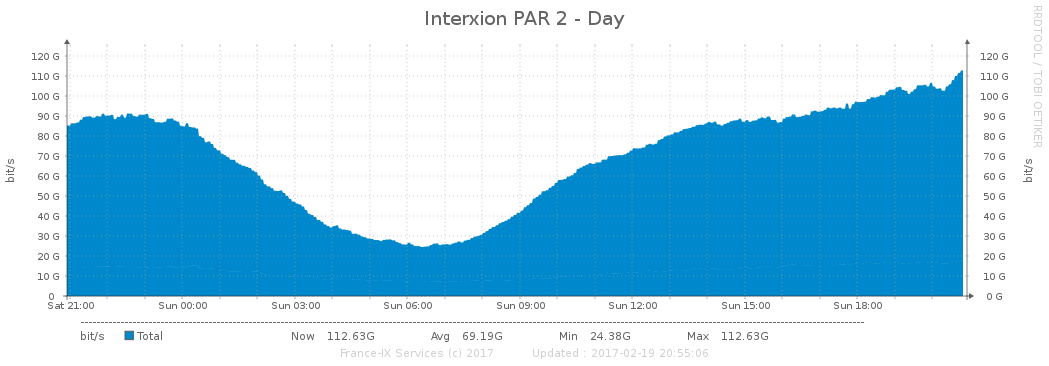 Interxion PAR 2 - Day
RRDTOOL / TOBI OETIKER
120 G 120 G
110 G 110 G
100 G 100 G
90 G 90 G
80 G 80 G
70 G 70 G
60 G 60 G
50 G 50 G
40 G 40 G
30 G 30 G
20 G 20 G
10 G 10 G
0 0 G
bit/s bit/s
Sat 21:00 Sun 00:00 Sun 03:00 Sun 06:00 Sun 09:00 Sun 12:00 Sun 15:00 Sun 18:00
bit/s Total Now 112.63G Avg 69.19G Min 24.38G Max 112.63G
France-IX Services (c) 2017 Updated : 2017-02-19 20:55:06